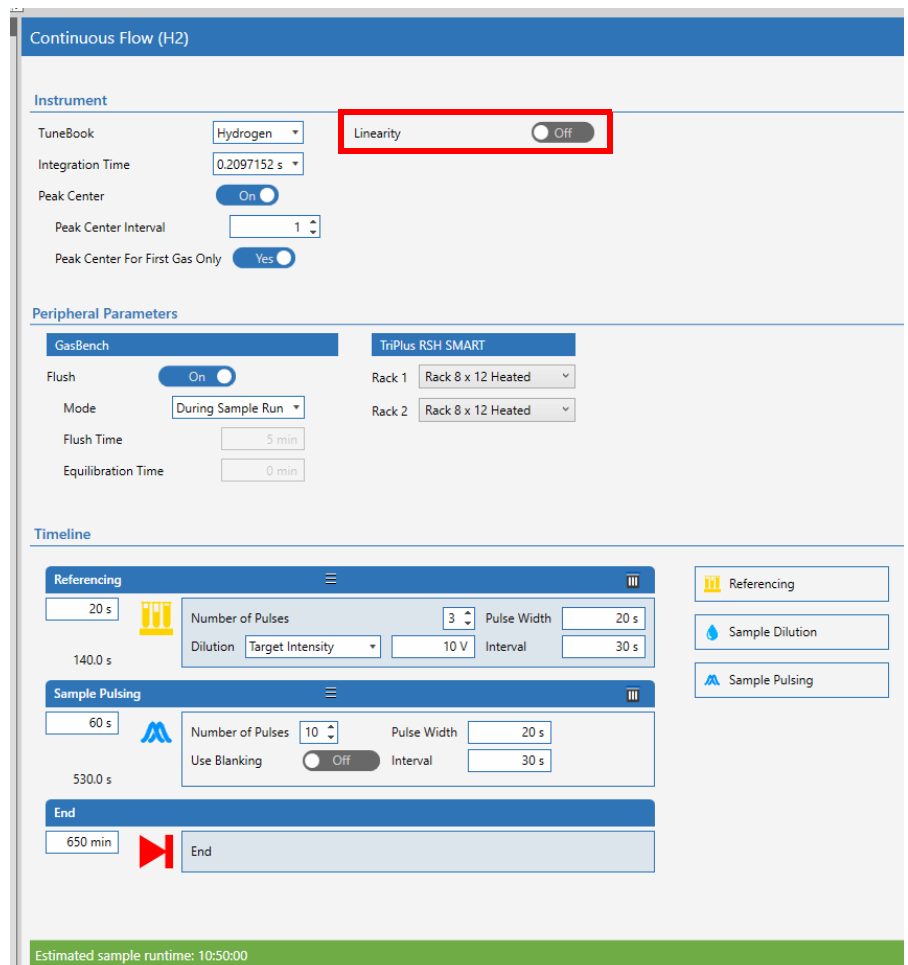 Continuous Flow (H2)
Instrument
TuneBook Hydrogen Linearity Off
Integration Time 0.2097152 s
Peak Center On
Peak Center Interval 1
Peak Center For First Gas Only Yes
Peripheral Parameters
GasBench TriPlus RSH SMART
Flush On Rack 1 Rack 8 x 12 Heated
Mode During Sample Run Rack 2 Rack 8 x 12 Heated
Flush Time 5 min
Equilibration Time 0 min
Timeline
Referencing
20 s Number of Pulses 3 Pulse Width 20 s
Dilution Target Intensity 10 V Interval 30 s
140.0 s
Sample Pulsing
60 s Number of Pulses 10 Pulse Width 20 s
Use Blanking Off Interval 30 s
530.0 s
End
650 min End
Referencing
Sample Dilution
Sample Pulsing
Estimated sample runtime: 10:50:00